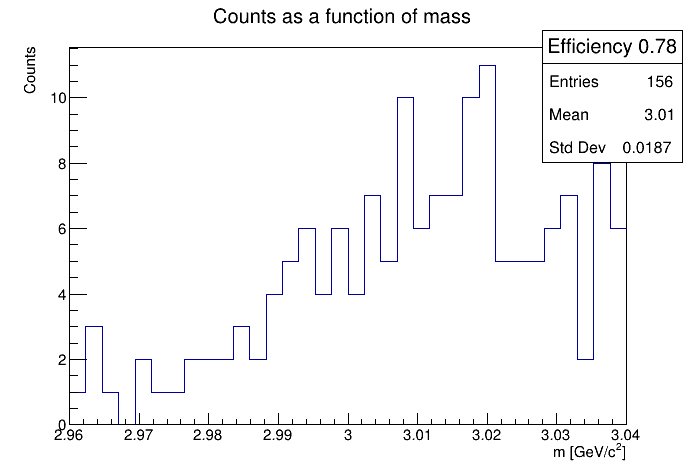 Counts as a function of mass
Efficiency 0.78
Entries 156
Mean 3.01
Std Dev 0.0187
Counts
10
8
6
4
2
0
2.96 2.97 2.98 2.99 3 3.01 3.02 3.03 3.04
m [GeV/c²]